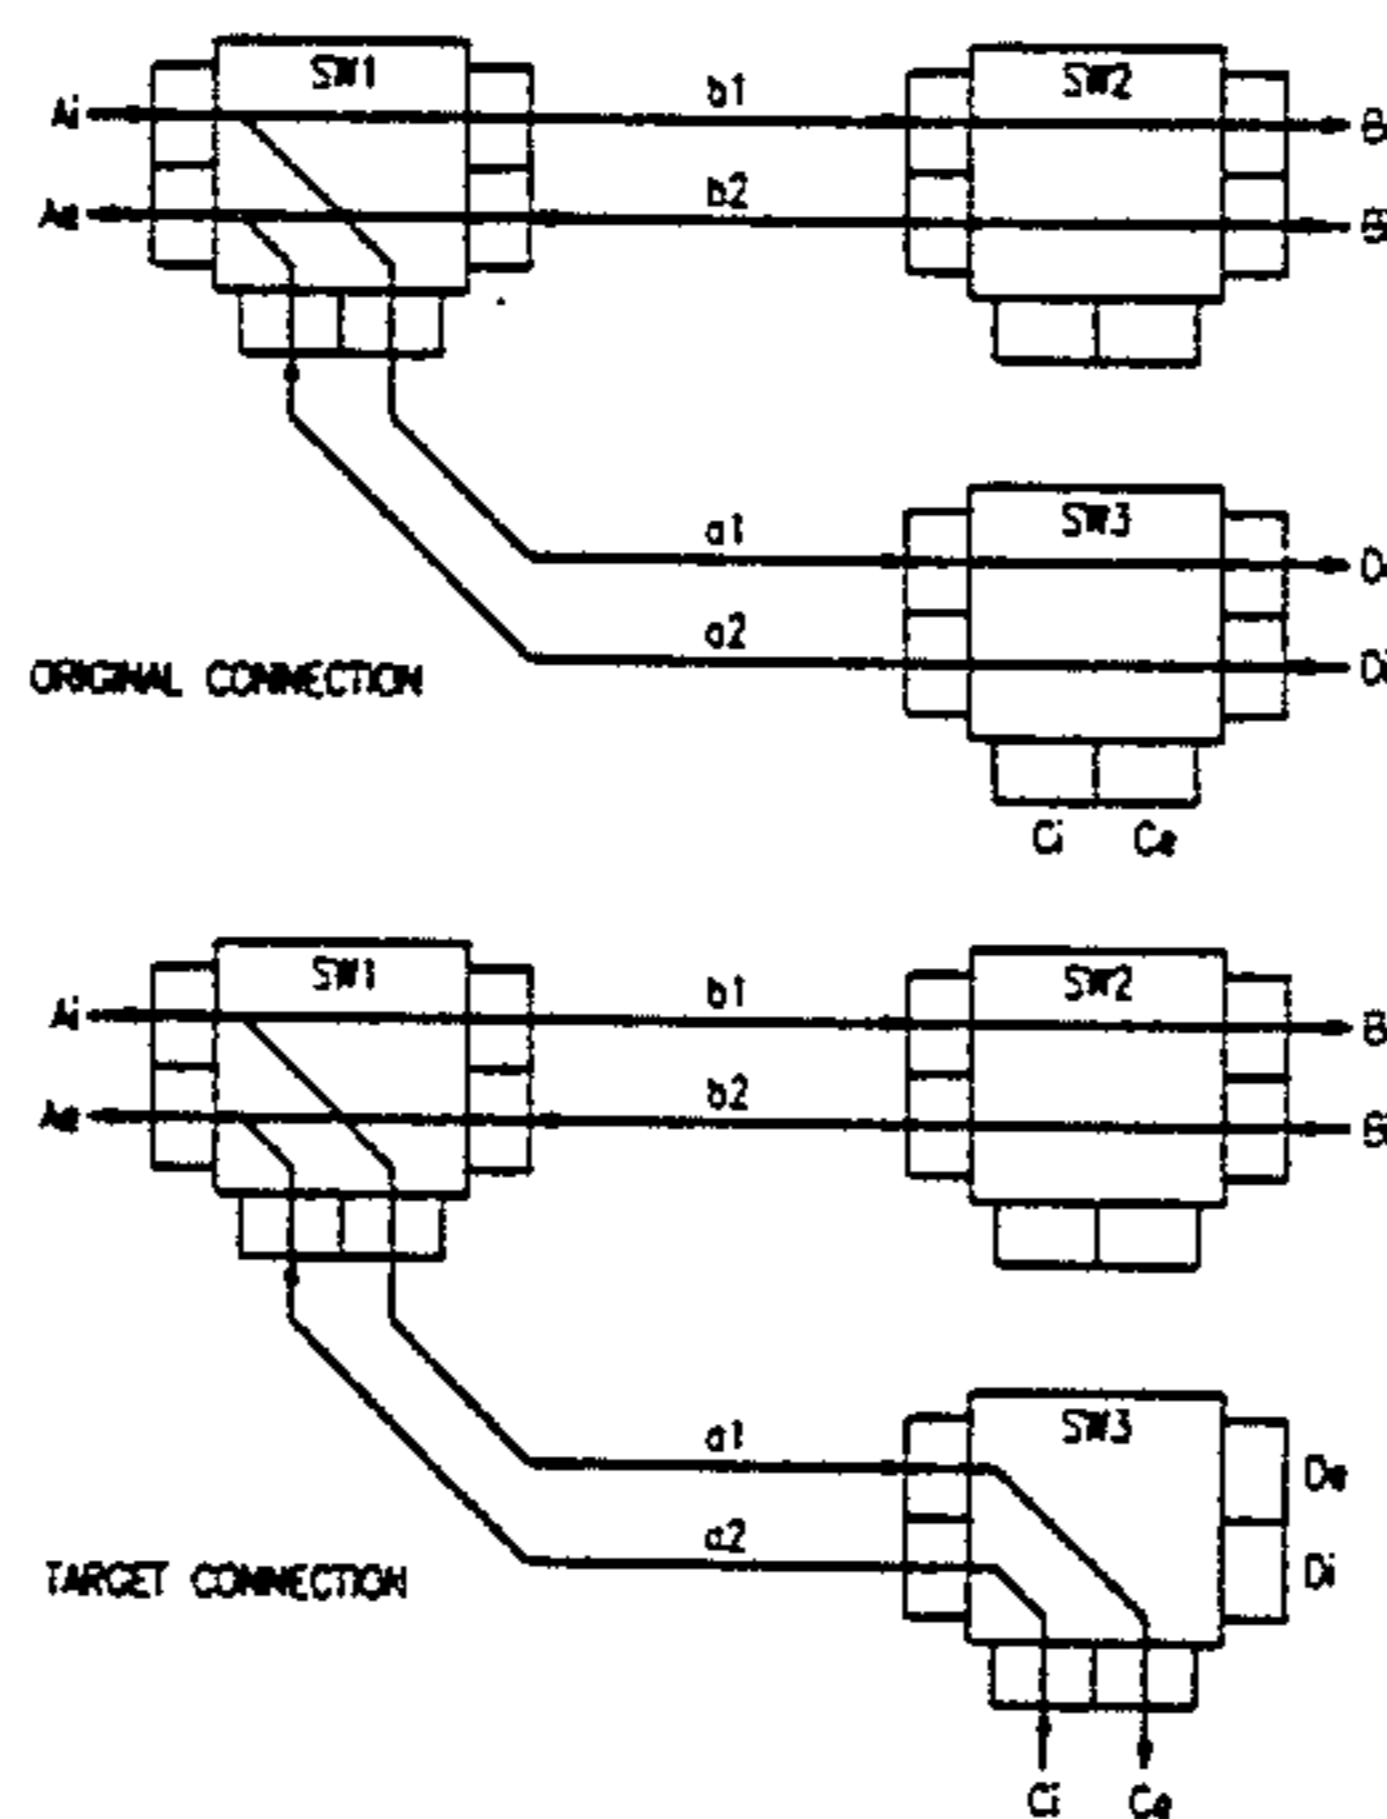 SW1
SW2
Ai
b1
Ae
b2
SW3
a1
a2
Di
ORIGINAL CONNECTION
Ci Ce
SW1
SW2
Ai
b1
Ae
b2
SW3
a1
De
a2
Di
TARGET CONNECTION
Ci Ce